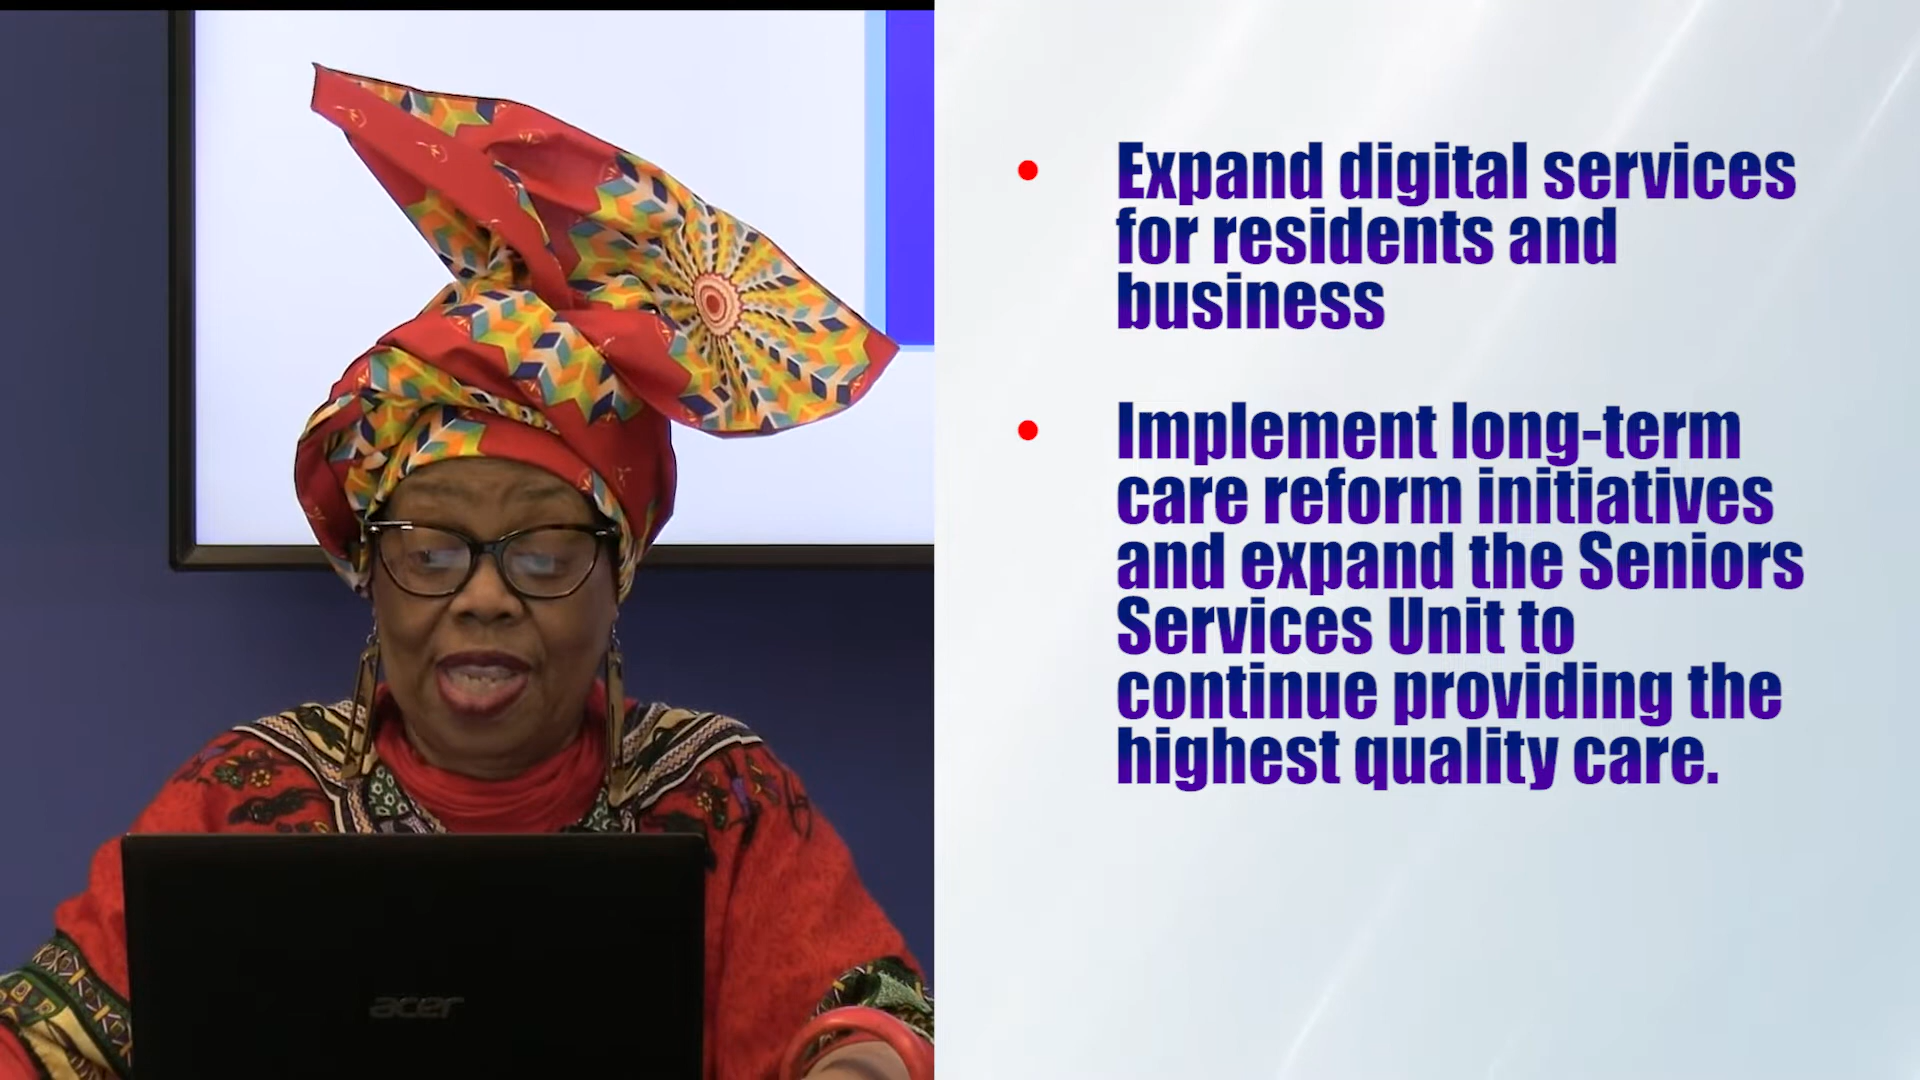 • Expand digital services
for residents and
business
• Implement long-term
care reform initiatives
and expand the Seniors
Services Unit to
continue providing the
highest quality care.
acer